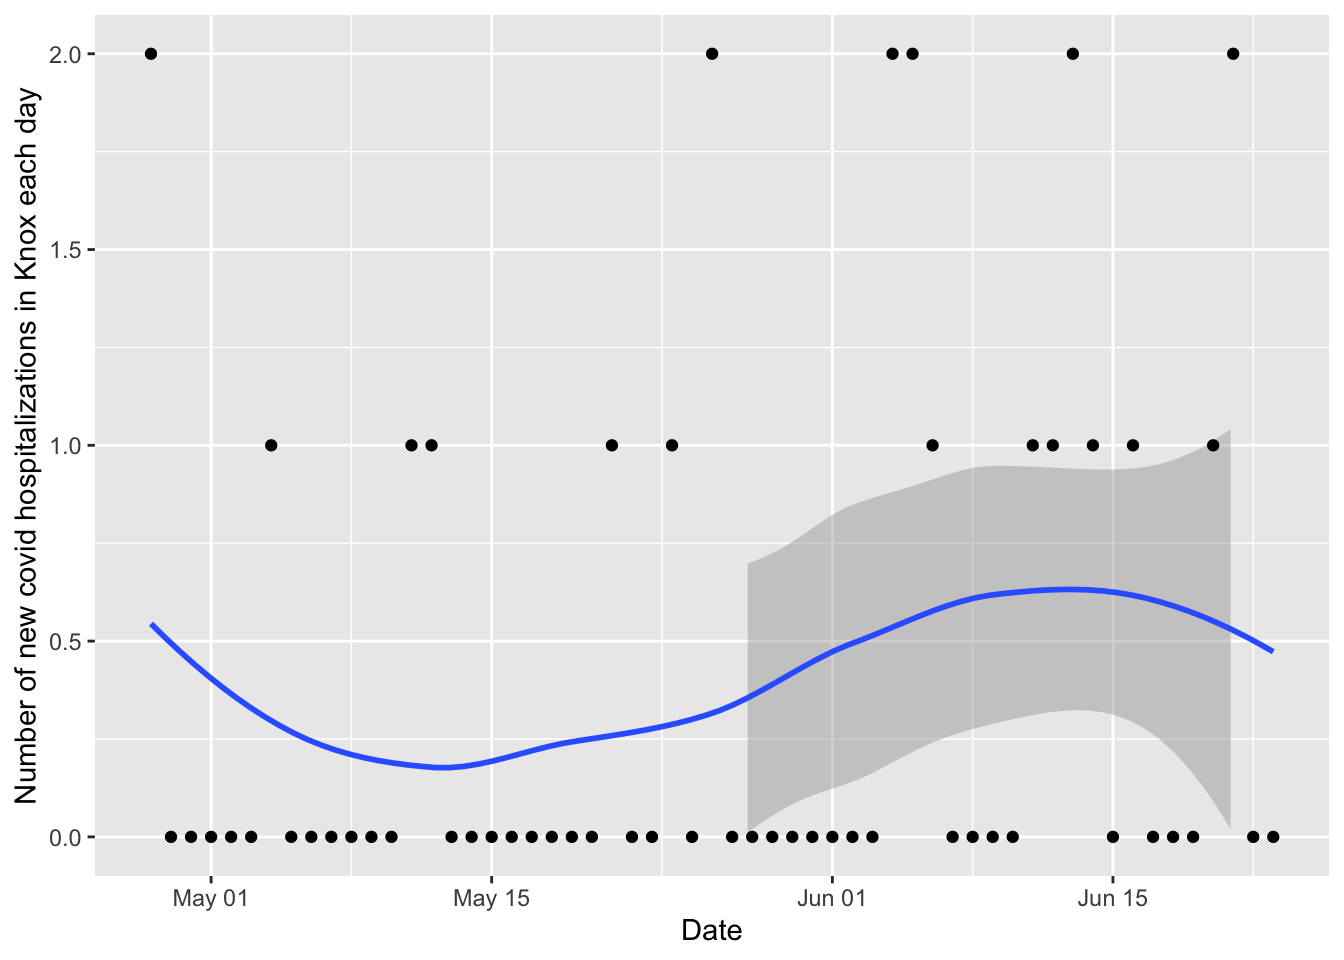 Number of new covid hospitalizations in Knox each day
2.0
1.5
1.0
0.5
0.0
May 01
May 15
Jun 01
Jun 15
Date